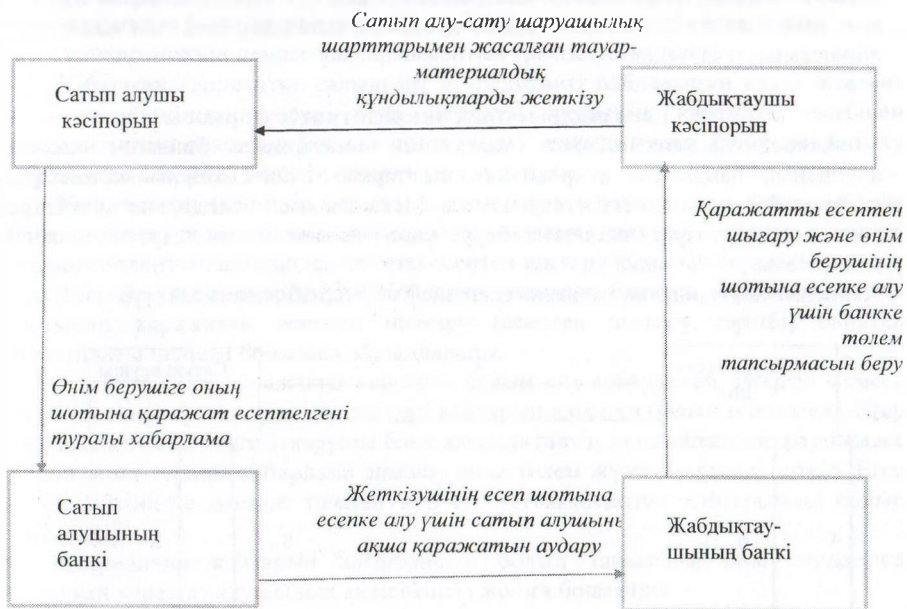 Сатып алу-сату шаруашылық
шарттарымен жасалған тауар-
материалдық
құндылықтарды жеткізу
Сатып алушы
кәсіпорын
Жабдықтаушы
кәсіпорын
Қаражатты есептен
шығару және өнім
берушінің
шотына есепке алу
үшін банкке
төлем
тапсырмасын беру
Өнім берушіге оның
шотына қаражат есептелгені
туралы хабарлама
Сатып
алушының
банкі
Жеткізушінің есеп шотына
есепке алу үшін сатып алушыні
ақша қаражатын аудару
Жабдықтау-
шының банкі